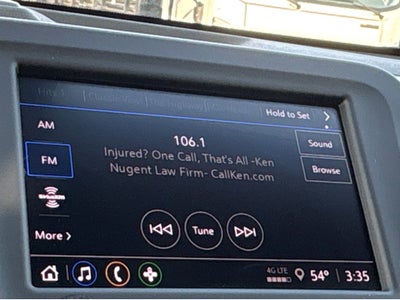 Hold to Set
AM
106.1
Sound
FM
Injured? One Call, That's All -Ken
Nugent Law Firm- CallKen.com
Browse
More
Tune
4G LTE
54° 3:35